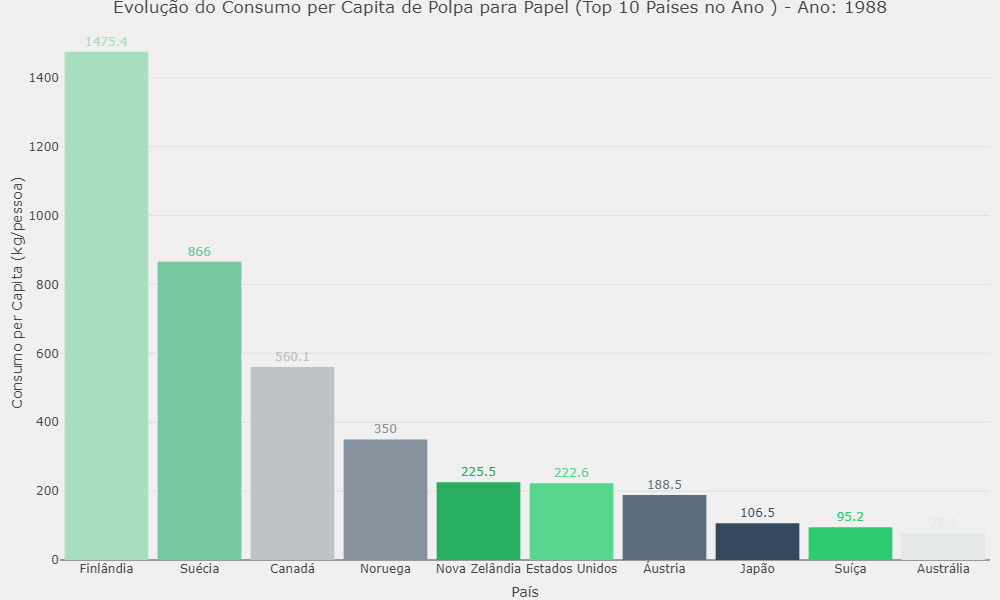 Evolução do Consumo per Capita de Polpa para Papel (Top 10 Países no Ano ) - Ano: 1988
Consumo per Capita (kg/pessoa)
1400
1200
1000
800
600
400
200
0
1475.4
866
560.1
350
225.5
222.6
188.5
106.5
95.2
78.1
Finlândia
Suécia
Canadá
Noruega
Nova Zelândia
Estados Unidos
Áustria
Japão
Suíça
Austrália
País